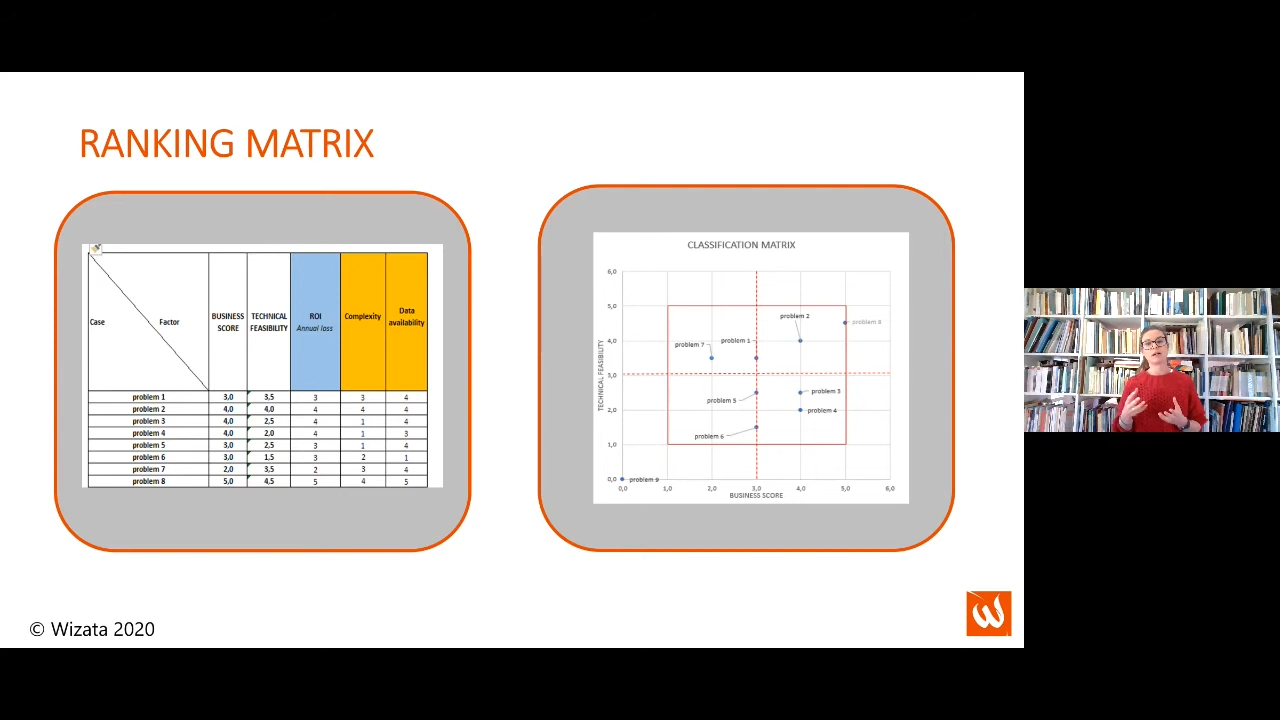 RANKING MATRIX
Case
Factor
BUSINESS SCORE
TECHNICAL FEASIBILITY
ROI
Annual loss
Complexity
Data availability
problem 1 3,0 3,5 3 3 4
problem 2 4,0 4,0 4 4 4
problem 3 4,0 2,5 4 1 4
problem 4 4,0 2,0 4 1 3
problem 5 3,0 2,5 3 1 4
problem 6 3,0 1,5 3 2 1
problem 7 2,0 3,5 2 3 4
problem 8 5,0 4,5 5 4 5
CLASSIFICATION MATRIX
6,0
5,0
4,0
3,0
2,0
1,0
0,0
TECHNICAL FEASIBILITY
problem 2
problem 8
problem 7
problem 1
problem 3
problem 5
problem 4
problem 6
problem 9
0,0 1,0 2,0 3,0 4,0 5,0 6,0
BUSINESS SCORE
© Wizata 2020